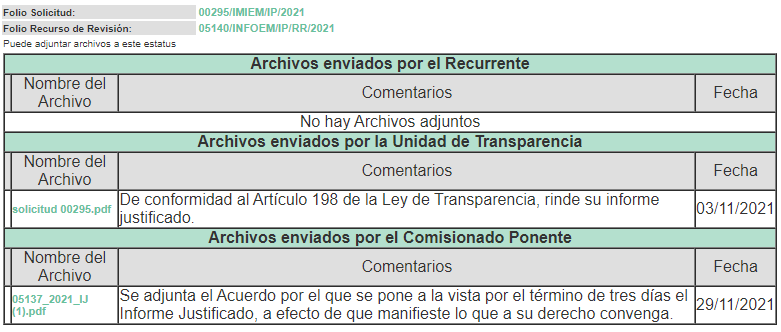 Folio Solicitud: 00295/IMIEM/IP/2021
Folio Recurso de Revisión: 05140/INFOEM/IP/RR/2021
Puede adjuntar archivos a este estatus
Archivos enviados por el Recurrente
Nombre del
Archivo
Comentarios
Fecha
No hay Archivos adjuntos
Archivos enviados por la Unidad de Transparencia
Nombre del
Archivo
Comentarios
Fecha
solicitud 00295.pdf
De conformidad al Artículo 198 de la Ley de Transparencia, rinde su informe
justificado.
03/11/2021
Archivos enviados por el Comisionado Ponente
Nombre del
Archivo
Comentarios
Fecha
05137_2021_IJ
(1).pdf
Se adjunta el Acuerdo por el que se pone a la vista por el término de tres días el
Informe Justificado, a efecto de que manifieste lo que a su derecho convenga.
29/11/2021